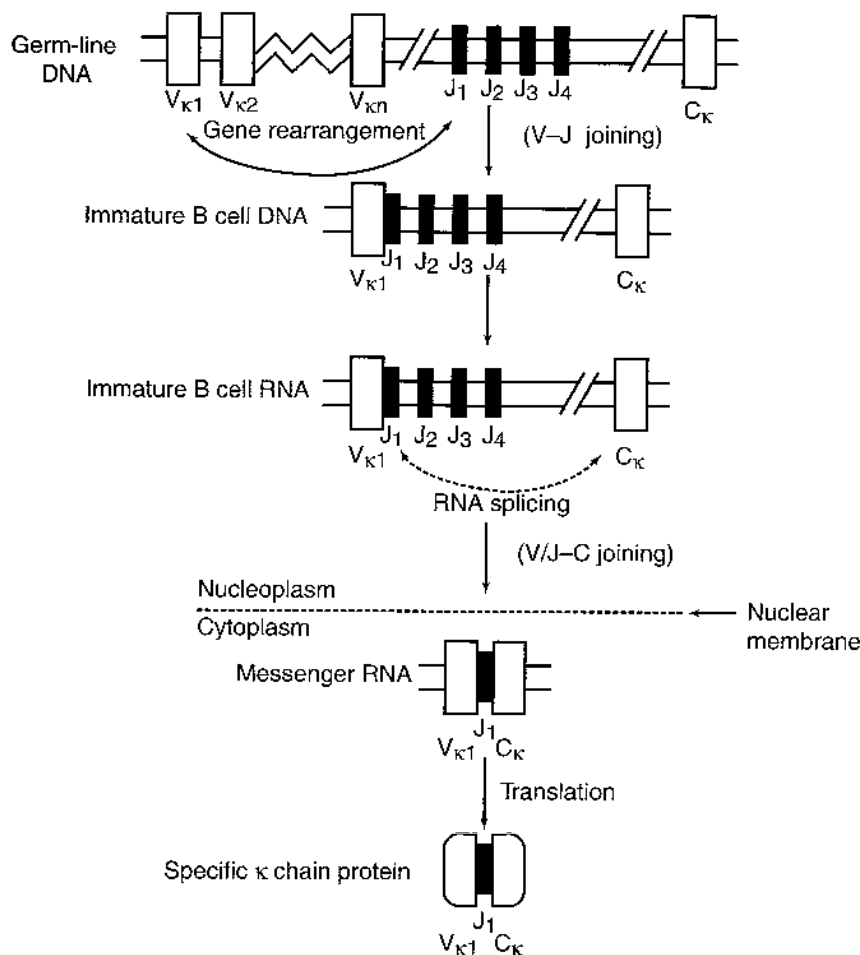 Germ-line
DNA
Vκ1 Vκ2 Vκn J1 J2 J3 J4 Cκ
Gene rearrangement
(V–J joining)
Immature B cell DNA
Vκ1 J1 J2 J3 J4 Cκ
Immature B cell RNA
Vκ1 J1 J2 J3 J4 Cκ
RNA splicing
(V/J–C joining)
Nucleoplasm
Cytoplasm
Nuclear
membrane
Messenger RNA
J1
Vκ1 Cκ
Translation
Specific κ chain protein
J1
Vκ1 Cκ